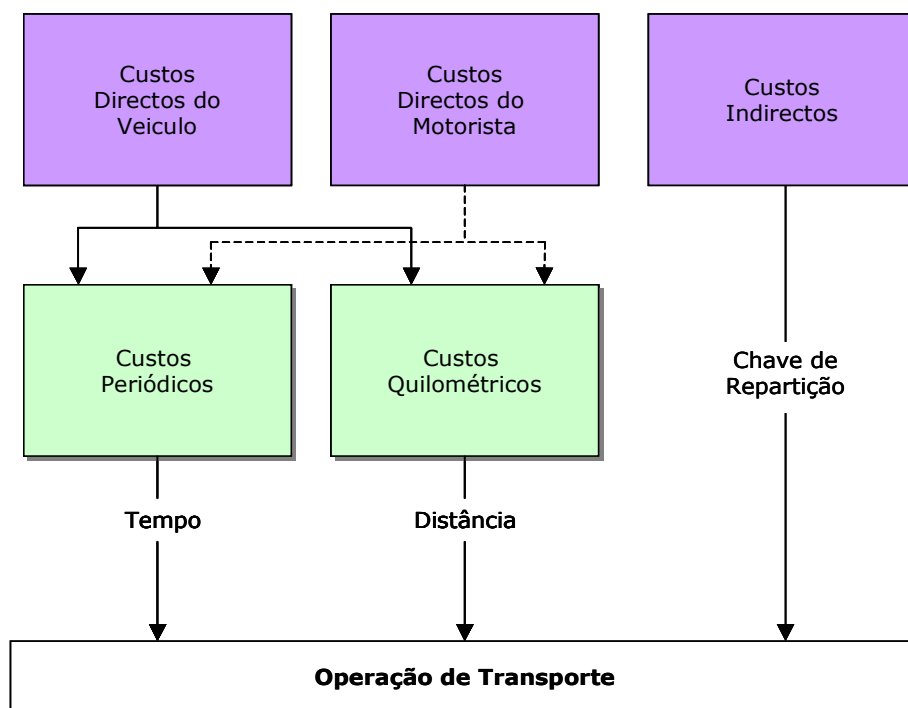 Custos
Directos do
Veiculo
Custos
Directos do
Motorista
Custos
Indirectos
Custos
Periódicos
Custos
Quilométricos
Chave de
Repartição
Tempo
Distância
Operação de Transporte